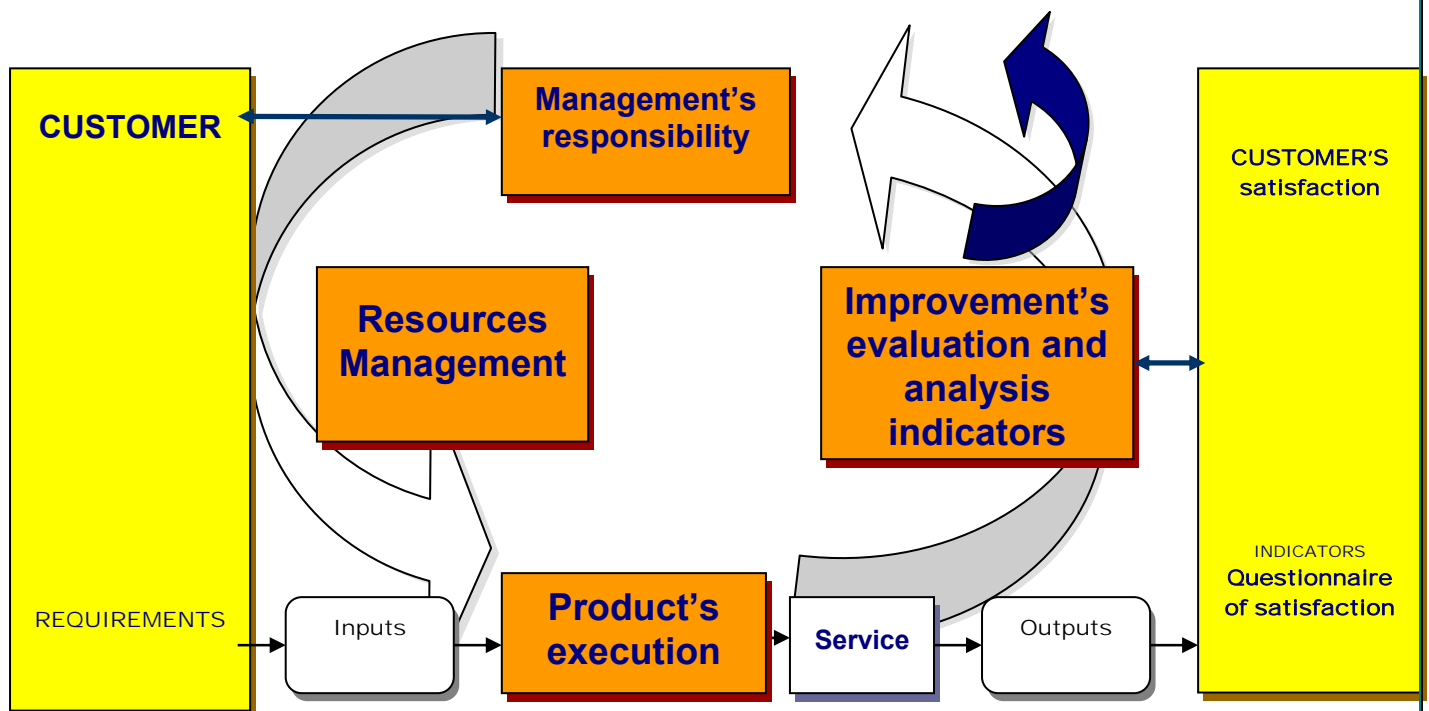 CUSTOMER
REQUIREMENTS
Management’s
responsibility
Resources
Management
Improvement’s
evaluation and
analysis
indicators
CUSTOMER’S
satisfaction
INDICATORS
Questionnaire
of satisfaction
Inputs
Product’s
execution
Service
Outputs